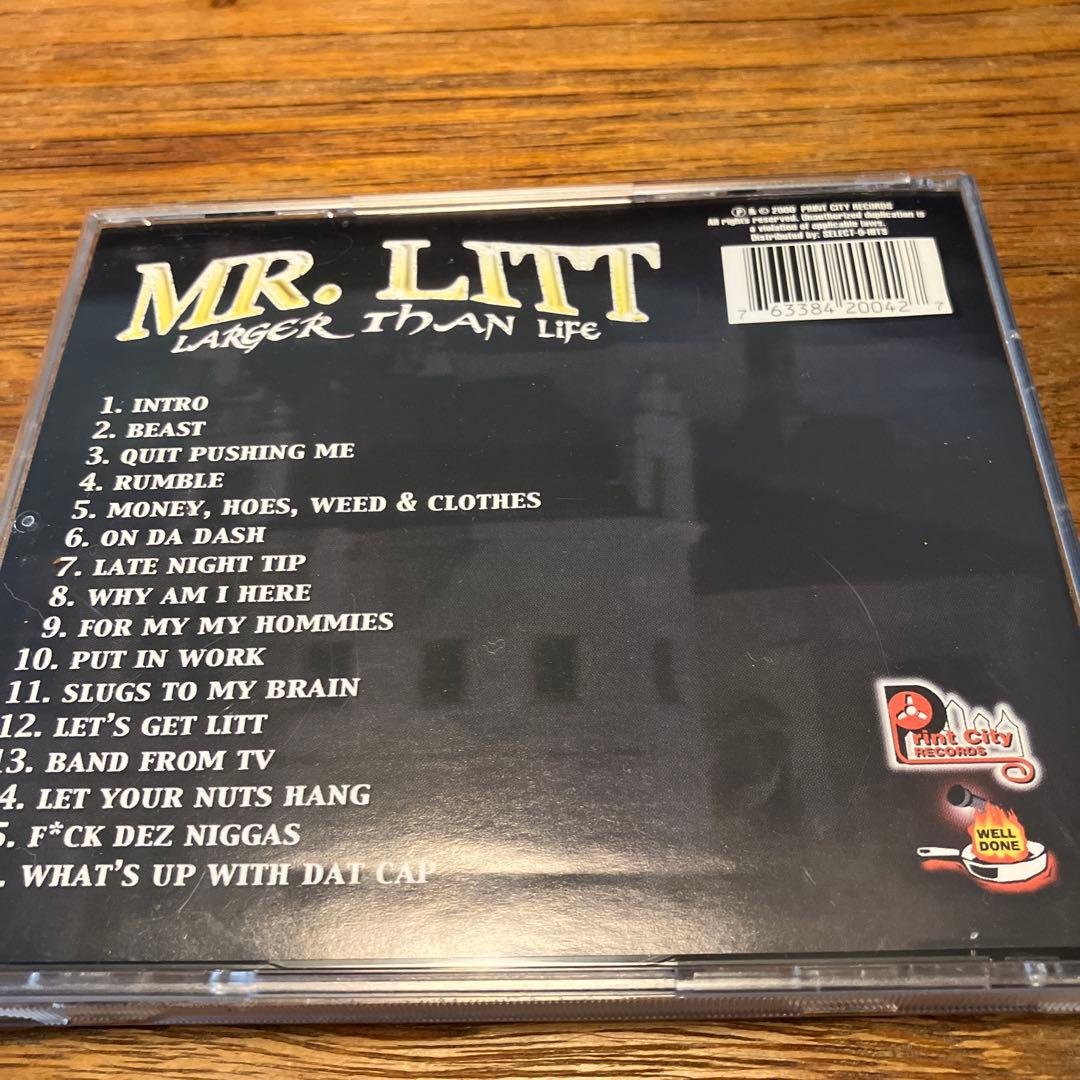 ℗ & © 2000 PRINT CITY RECORDS
All rights reserved. Unauthorized duplication is
a violation of applicable laws.
Distributed by: SELECT-O-HITS
MR. LITT
LARGER THAN LIFE
7 63384 20042 7
1. INTRO
2. BEAST
3. QUIT PUSHING ME
4. RUMBLE
5. MONEY, HOES, WEED & CLOTHES
6. ON DA DASH
7. LATE NIGHT TIP
8. WHY AM I HERE
9. FOR MY MY HOMMIES
10. PUT IN WORK
11. SLUGS TO MY BRAIN
12. LET'S GET LITT
13. BAND FROM TV
4. LET YOUR NUTS HANG
5. F*CK DEZ NIGGAS
. WHAT'S UP WITH DAT CAP
Print City
RECORDS
WELL
DONE